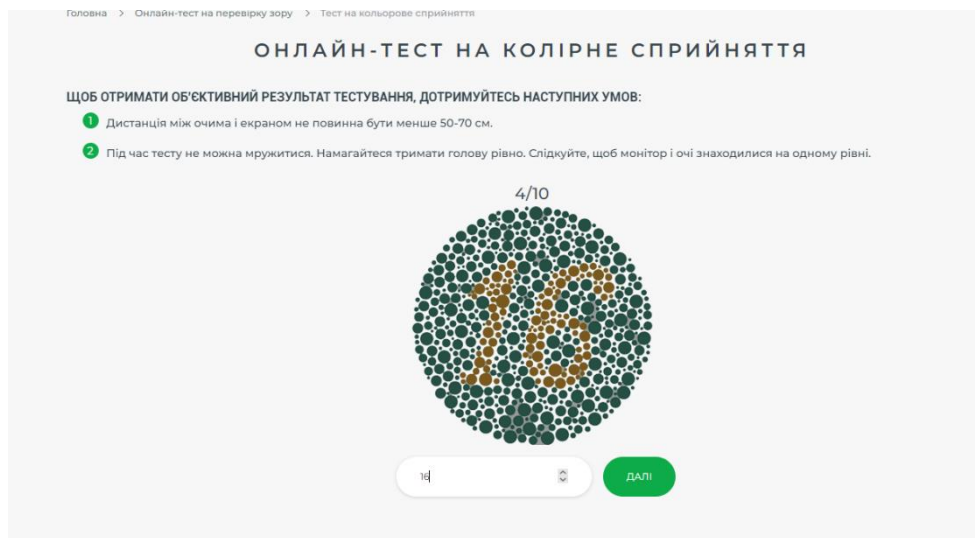 Головна > Онлайн-тест на перевірку зору > Тест на кольорове сприйняття
ОНЛАЙН-ТЕСТ НА КОЛІРНЕ СПРИЙНЯТТЯ
ЩОБ ОТРИМАТИ ОБ'ЄКТИВНИЙ РЕЗУЛЬТАТ ТЕСТУВАННЯ, ДОТРИМУЙТЕСЬ НАСТУПНИХ УМОВ:
1 Дистанція між очима і екраном не повинна бути менше 50-70 см.
2 Під час тесту не можна мружитися. Намагайтеся тримати голову рівно. Слідкуйте, щоб монітор і очі знаходилися на одному рівні.
4/10
16
16 ДАЛІ